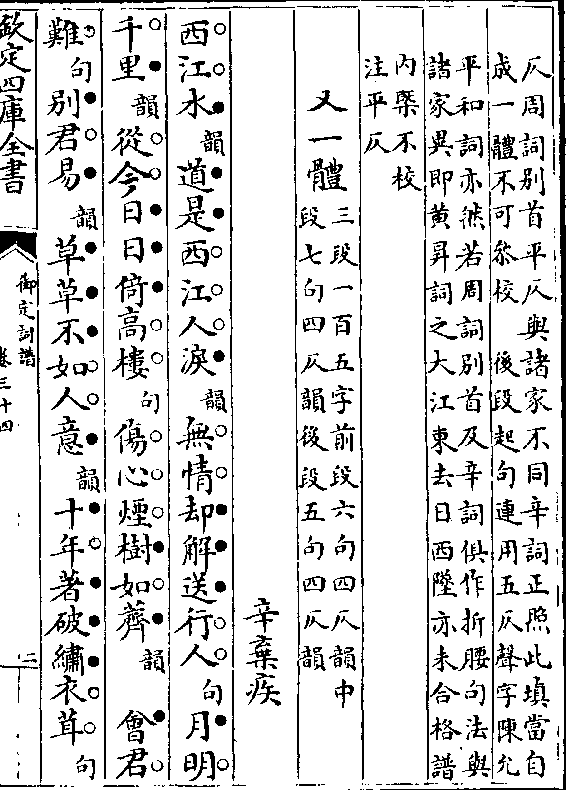 仄周詞別首平仄與諸家不同辛詞正照此填當自
成一體不可叅校　後段起句連用五仄聲字陳允
平和詞亦然若周詞別首及辛詞俱作折腰句法與
諸家異即黄昇詞之大江東去日西墜亦未合格譜
内槩不校
注平仄
又一體
三段一百五字前段六句四仄韻中
段七句四仄韻後段五句四仄韻
辛棄疾
西江水韻道是西江人淚韻無情却解送行人句月明
千里韻從今日日倚高樓句傷心煙樹如薺韻　會君
難句別君易韻草草不如人意韻十年著破繡衣茸句
欽定四庫全書
御定詞譜
卷三十四
二